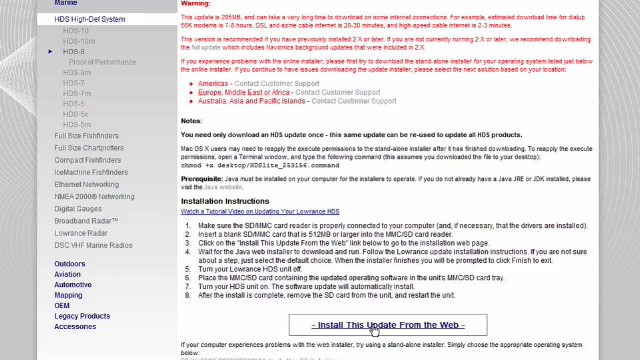 Marine
HDS High-Def System
HDS-10
HDS-10m
HDS-8
Proof of Performance
HDS-8m
HDS-7
HDS-7m
HDS-5
HDS-5x
HDS-5m
Full Size Fishfinders
Full Size Chartplotters
Compact Fishfinders
IceMachine Fishfinders
Ethernet Networking
NMEA 2000® Networking
Digital Gauges
Broadband Radar™
Lowrance Radar
DSC VHF Marine Radios
Outdoors
Aviation
Automotive
Mapping
OEM
Legacy Products
Accessories
Warning:
This update is 205MB, and can take a very long time to download on some internet connections. For example, estimated download time for dialup
56K modems is 7-8 hours, DSL and some cable internet is 20-30 minutes, and high-speed cable internet is 2-3 minutes.
This version is recommended if you have previously installed 2.X or later. If you are not currently running 2.X or later, we recommend downloading
the full update which includes Navionics background updates that were included in 2.X.
If you experience problems with the online installer, please first try to download the stand-alone installer for your operating system listed just below
the online installer. If you continue to have issues downloading the update installer, please select the next solution based on your location:
• Americas - Contact Customer Support
• Europe, Middle East or Africa - Contact Customer Support
• Australia, Asia and Pacific Islands - Contact Customer Support
Notes:
You need only download an HDS update once - this same update can be re-used to update all HDS products.
Mac OS X users may need to reapply the execute permissions to the stand-alone installer after it has finished downloading. To reapply the execute
permissions, open a Terminal window, and type the following command (this assumes you downloaded the file to your desktop):
chmod +x desktop/HDSlite_253156.command
Prerequisite: Java must be installed on your computer for the installers to operate. If you do not already have a Java JRE or JDK installed, please
visit the Java website.
Installation Instructions
Watch a Tutorial Video on Updating Your Lowrance HDS
1. Make sure the SD/MMC card reader is properly connected to your computer (and, if necessary, that the drivers are installed).
2. Insert a blank SD/MMC card that is 512MB or larger into the MMC/SD card reader.
3. Click on the "Install This Update From the Web" link below to go to the installation web page.
4. Wait for the Java web installer to download and run. Follow the Lowrance update installation instructions. If you are not sure
about a step, just select the default choice. When the installer finishes you will be prompted to click Finish to exit.
5. Turn your Lowrance HDS unit off.
6. Place the MMC/SD card containing the updated operating software in the unit's MMC/SD card tray.
7. Turn your HDS unit on. The software update will automatically install.
8. After the install is complete, remove the SD card from the unit, and restart the unit.
- Install This Update From the Web -
If your computer experiences problems with the web installer, try using a stand-alone installer. Simply choose the appropriate operating system
below: